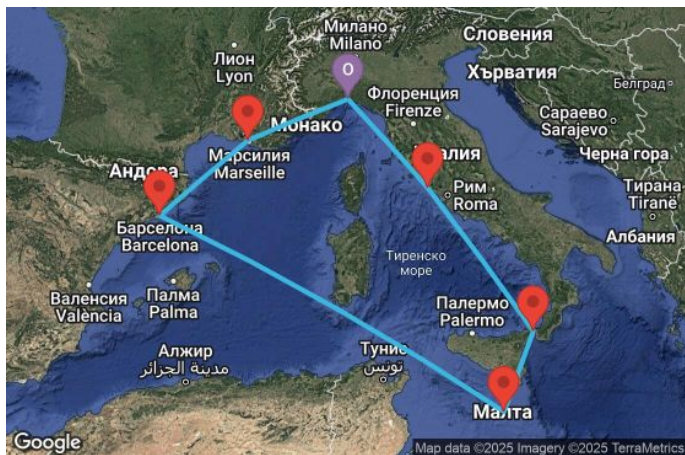 Милано
Milano
Словения
Лион
Lyon
О
Хърватия
Белград
Монако
Флоренция
Firenze
Сараево
Sarajevo
Марсилия
Marseille
Андора
Черна гора
Рим
Roma
Тирана
Tiranë
Барселона
Barcelona
Албания
Тиренско
море
Валенсия
València
Палма
Palma
Палермо
Palermo
Алжир
مدينة الجزائر
Тунис
تونس
Малта
Google
Map data ©2025 Imagery ©2025 TerraMetrics